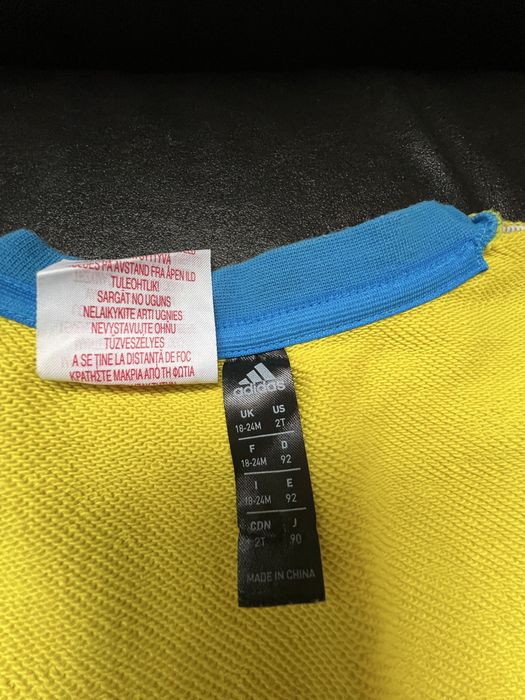 PÅ AVSTAND FRA ÅPEN ILD
TULEOHTLIK!
SARGĀT NO UGUNS
NELAIKYKITE ARTI UGNIES
NEVYSTAVUJTE OHNU
TŰZVESZÉLYES
A SE ȚINE LA DISTANȚĂ DE FOC
ΚΡΑΤΗΣΤΕ ΜΑΚΡΙΑ ΑΠΟ ΤΗ ΦΩΤΙΑ
adidas
UK US
18-24M 2T
F D
18-24M 92
I E
18-24M 92
CDN J
2T 90
MADE IN CHINA